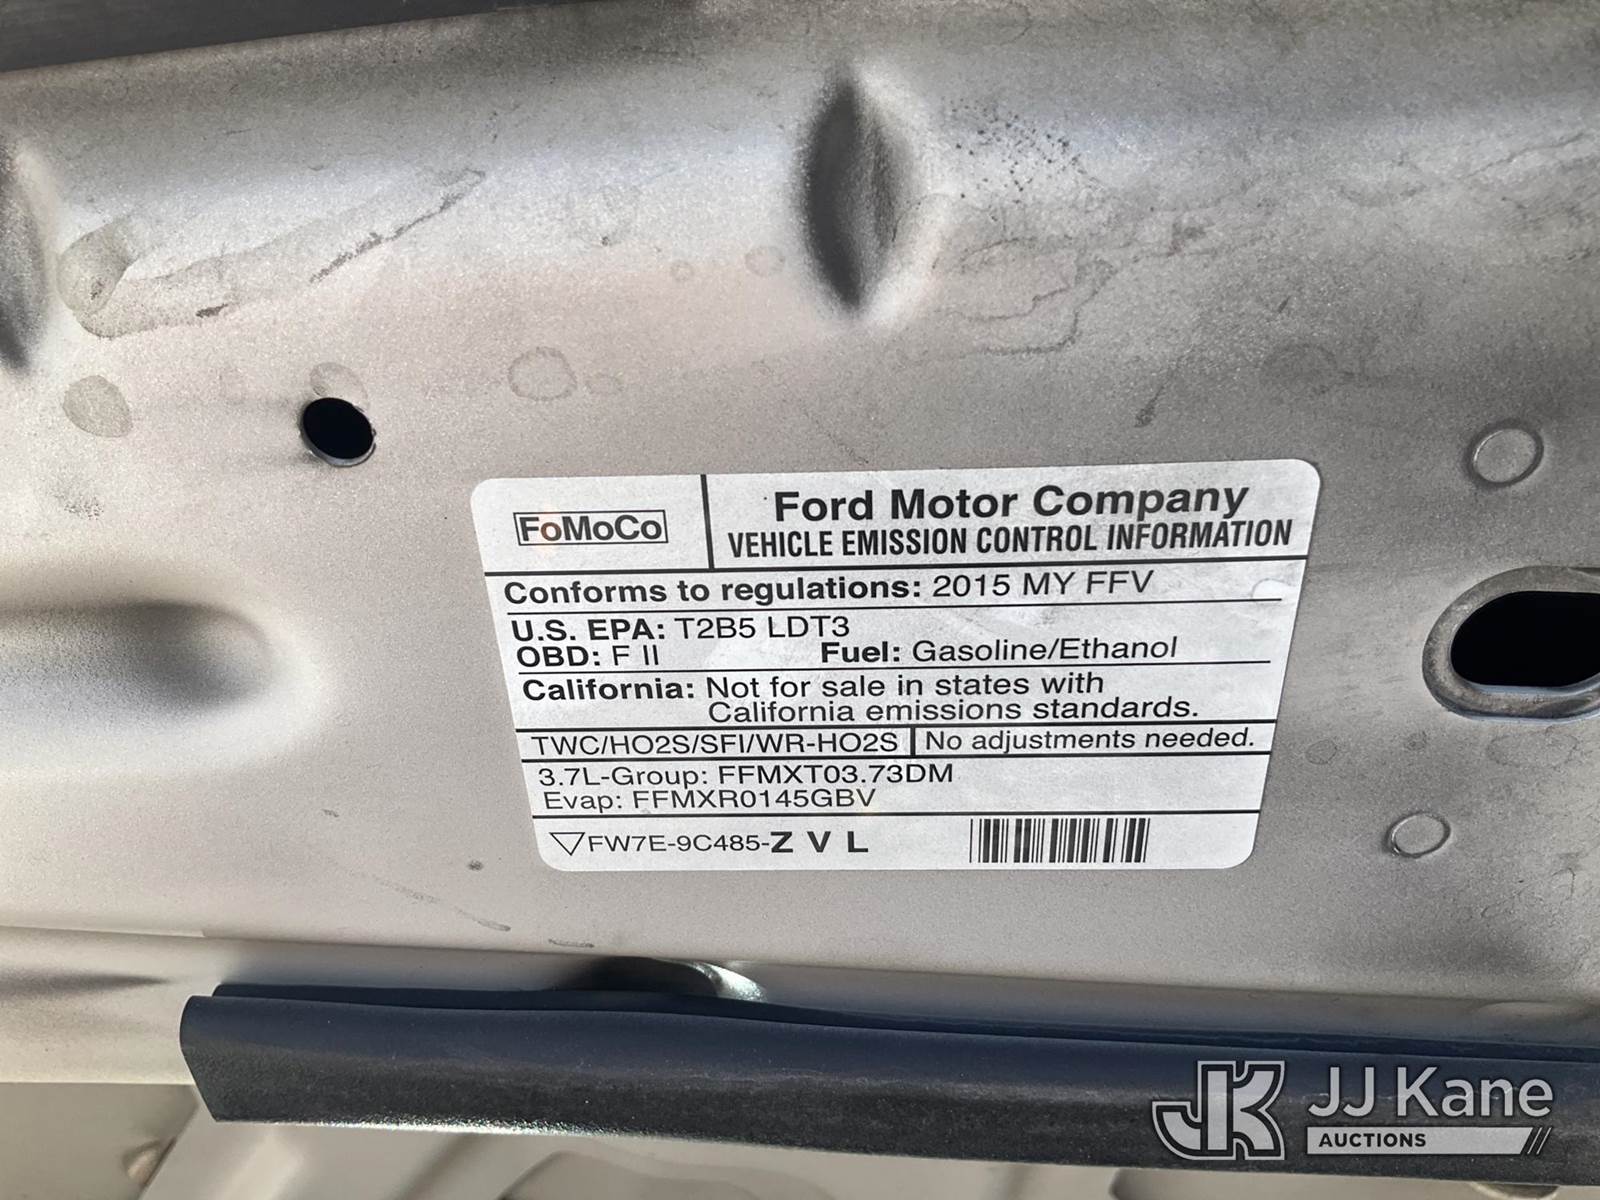 FoMoCo
Ford Motor Company
VEHICLE EMISSION CONTROL INFORMATION
Conforms to regulations: 2015 MY FFV
U.S. EPA: T2B5 LDT3
OBD: F II Fuel: Gasoline/Ethanol
California: Not for sale in states with
California emissions standards.
TWC/HO2S/SFI/WR-HO2S No adjustments needed.
3.7L-Group: FFMXT03.73DM
Evap: FFMXR0145GBV
FW7E-9C485-Z V L
JK JJ Kane
AUCTIONS